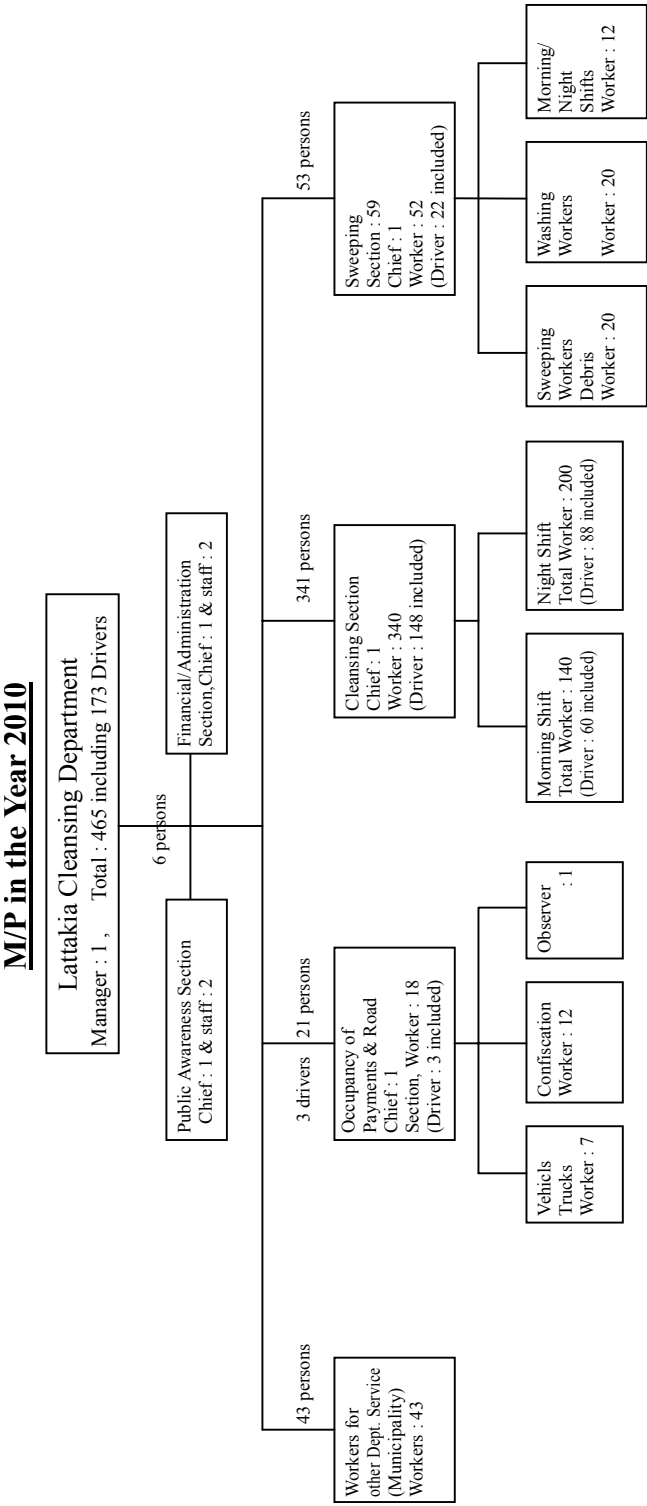 M/P in the Year 2010
Lattakia Cleansing Department
Manager : 1 ,    Total : 465 including 173 Drivers
6 persons
Public Awareness Section
Chief : 1 & staff : 2
Financial/Administration
Section,Chief : 1 & staff : 2
43 persons
3 drivers
21 persons
341 persons
53 persons
Workers for
other Dept. Service
(Municipality)
Workers : 43
Occupancy of
Payments & Road
Chief : 1
Section, Worker : 18
(Driver : 3 included)
Cleansing Section
Chief : 1
Worker : 340
(Driver : 148 included)
Sweeping
Section : 59
Chief : 1
Worker : 52
(Driver : 22 included)
Vehicls
Trucks
Worker : 7
Confiscation
Worker : 12
Observer
: 1
Morning Shift
Total Worker : 140
(Driver : 60 included)
Night Shift
Total Worker : 200
(Driver : 88 included)
Sweeping
Workers
Debris
Worker : 20
Washing
Workers
Worker : 20
Morning/
Night
Shifts
Worker : 12